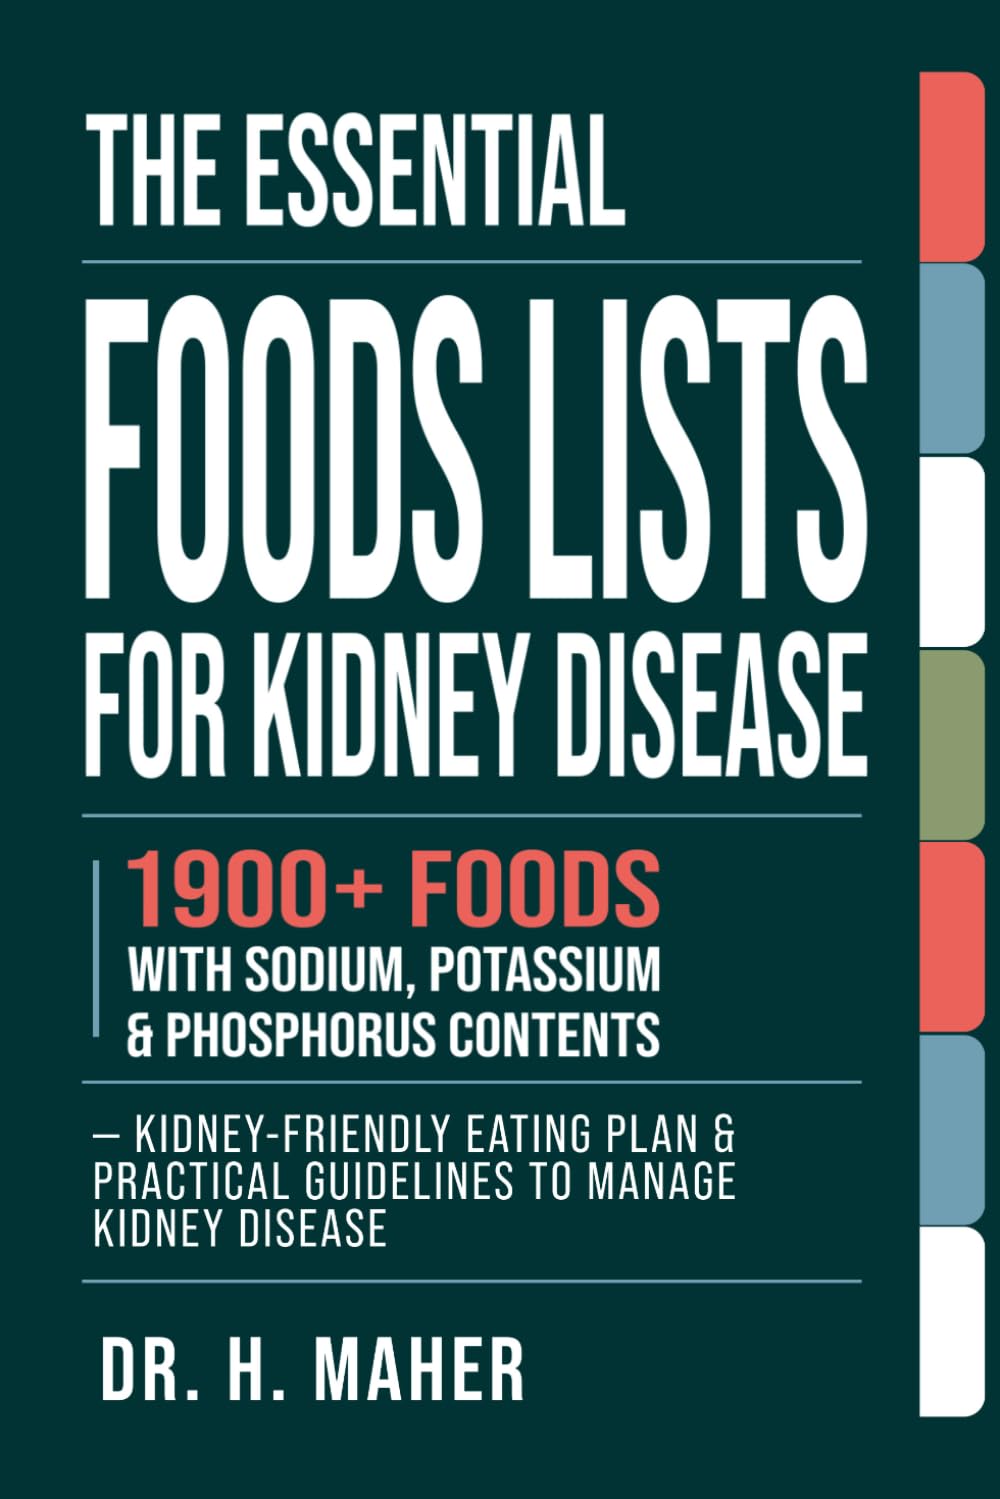 THE ESSENTIAL
FOODS LISTS
FOR KIDNEY DISEASE
1900+ FOODS
WITH SODIUM, POTASSIUM
& PHOSPHORUS CONTENTS
– KIDNEY-FRIENDLY EATING PLAN &
PRACTICAL GUIDELINES TO MANAGE
KIDNEY DISEASE
DR. H. MAHER